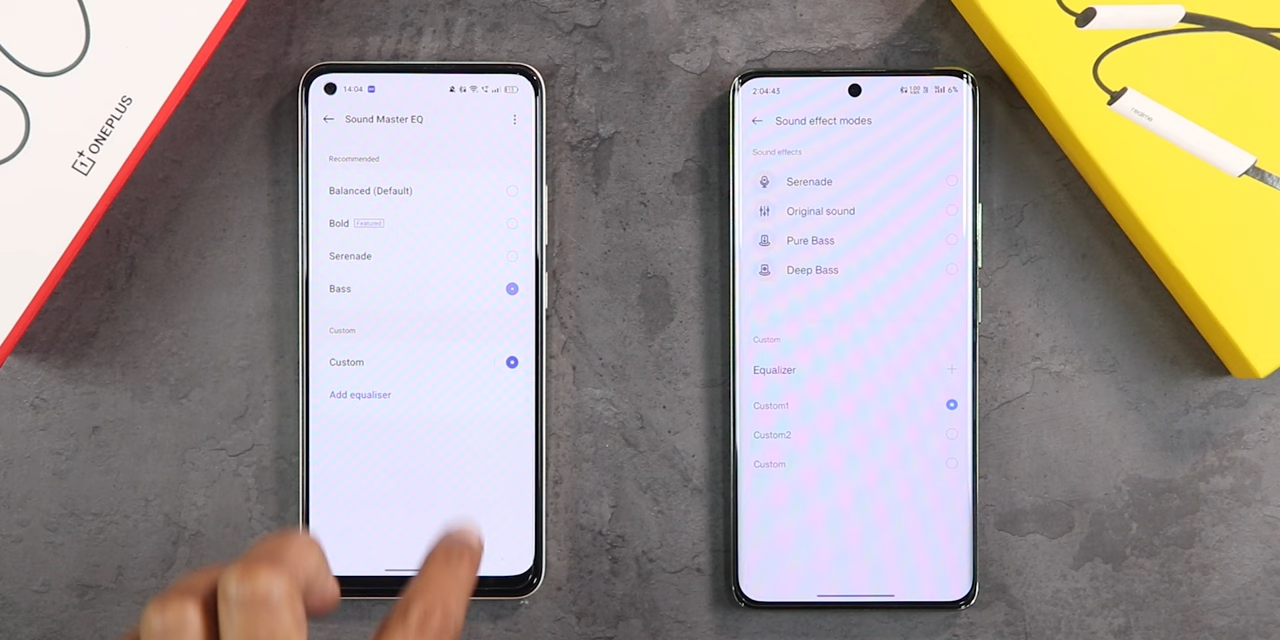 ONEPLUS
14:04
Sound Master EQ
Recommended
Balanced (Default)
Bold Featured
Serenade
Bass
Custom
Custom
Add equaliser
2:04:43 6%
Sound effect modes
Sound effects
Serenade
Original sound
Pure Bass
Deep Bass
Custom
Equalizer
Custom1
Custom2
Custom
realme